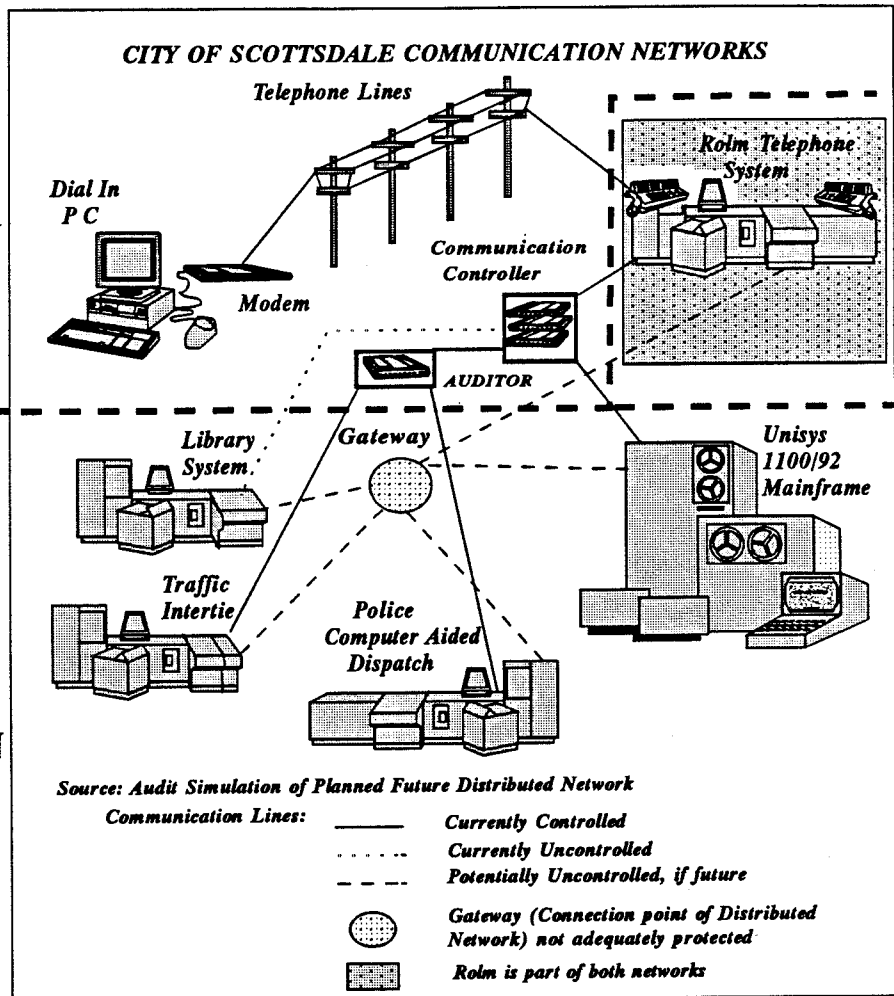 CITY OF SCOTTSDALE COMMUNICATION NETWORKS
Telephone Lines
Rolm Telephone
System
Dial In
P C
Communication
Controller
Modem
AUDITOR
Library
System
Gateway
Unisys
1100/92
Mainframe
Traffic
Intertie
Police
Computer Aided
Dispatch
Source: Audit Simulation of Planned Future Distributed Network
Communication Lines:
Currently Controlled
Currently Uncontrolled
Potentially Uncontrolled, if future
Gateway (Connection point of Distributed
Network) not adequately protected
Rolm is part of both networks